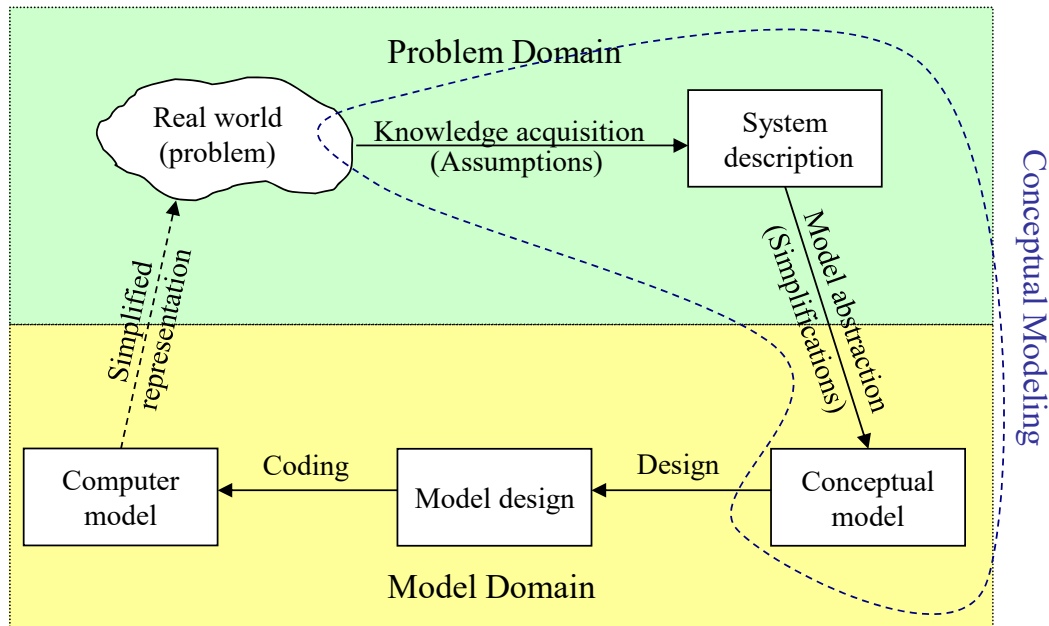 Problem Domain
Real world
(problem)
Knowledge acquisition
(Assumptions)
System
description
Model abstraction
(Simplifications)
Conceptual Modeling
Simplified
representation
Computer
model
Coding
Model design
Design
Conceptual
model
Model Domain